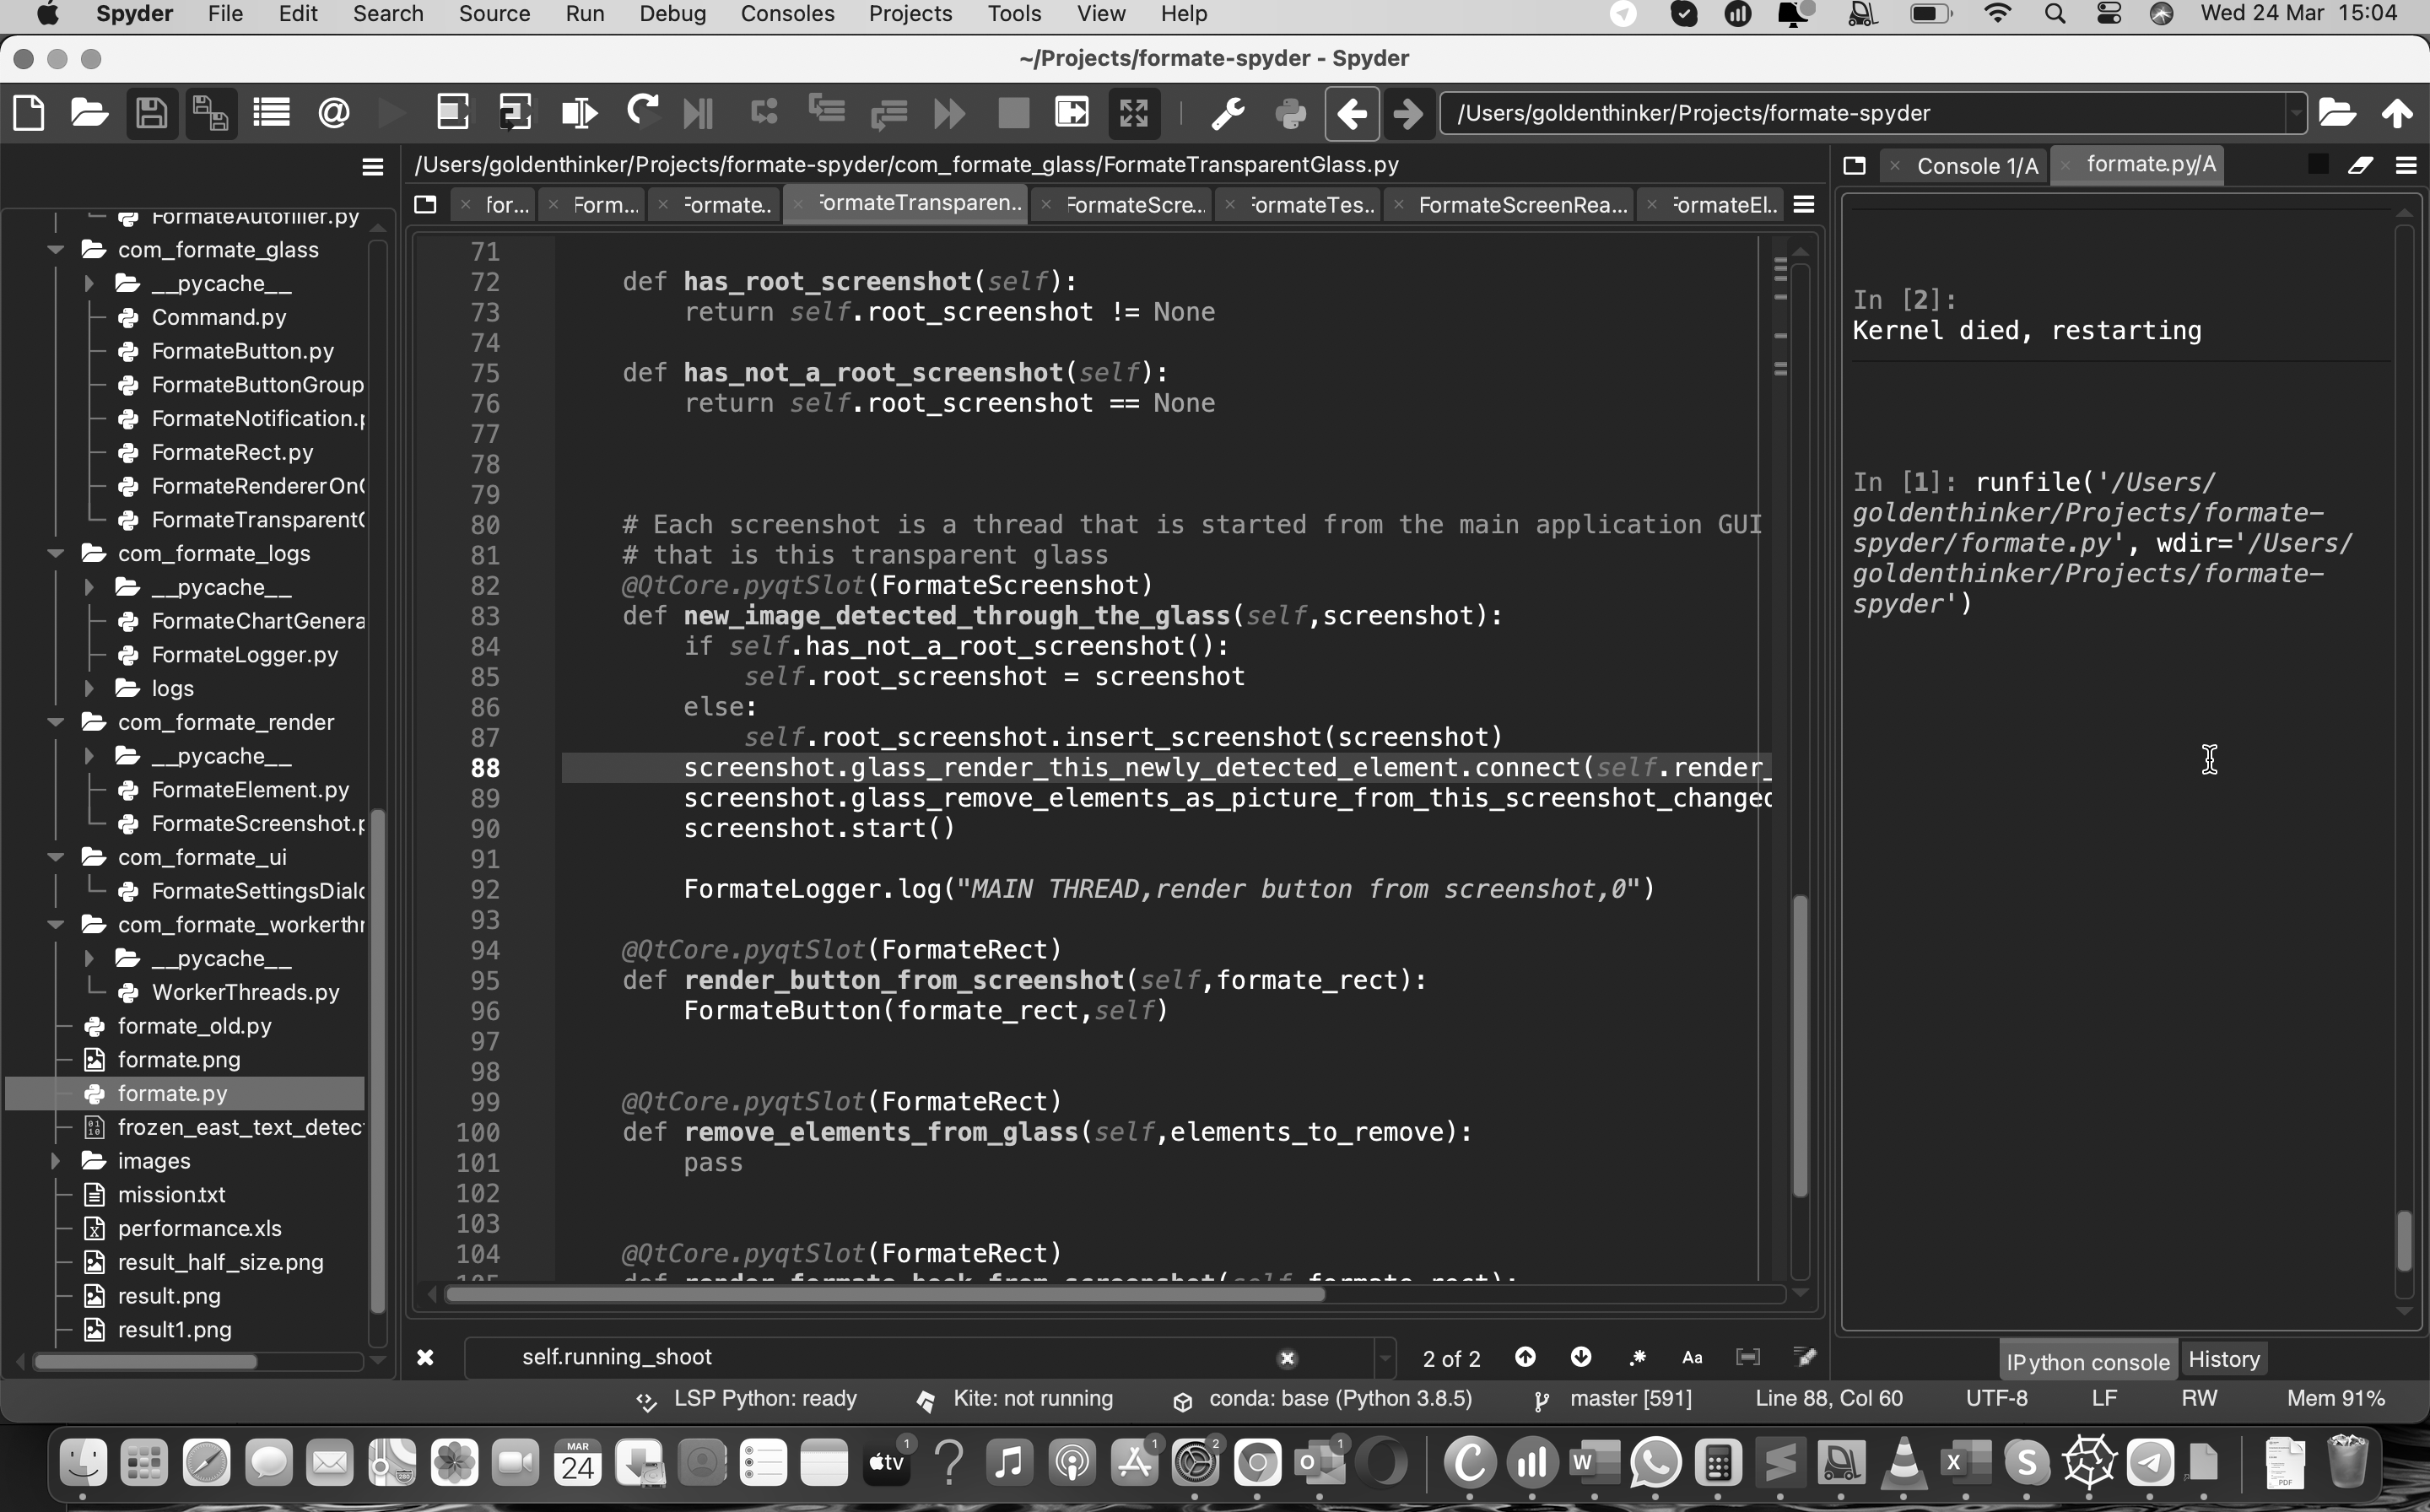 Spyder File Edit Search Source Run Debug Consoles Projects Tools View Help Wed 24 Mar 15:04
~/Projects/formate-spyder - Spyder
/Users/goldenthinker/Projects/formate-spyder
/Users/goldenthinker/Projects/formate-spyder/com_formate_glass/FormateTransparentGlass.py
for... Form... Formate.. FormateTransparen.. FormateScre... FormateTes.. FormateScreenRea... FormateEl..
Console 1/A formate.py/A
FormateAutofiller.py
com_formate_glass
__pycache__
Command.py
FormateButton.py
FormateButtonGroup
FormateNotification.p
FormateRect.py
FormateRendererOn
FormateTransparent
com_formate_logs
__pycache__
FormateChartGenera
FormateLogger.py
logs
com_formate_render
__pycache__
FormateElement.py
FormateScreenshot.p
com_formate_ui
FormateSettingsDial
com_formate_workerthr
__pycache__
WorkerThreads.py
formate_old.py
formate.png
formate.py
frozen_east_text_detec
images
mission.txt
performance.xls
result_half_size.png
result.png
result1.png
71
72 def has_root_screenshot(self):
73 return self.root_screenshot != None
74
75 def has_not_a_root_screenshot(self):
76 return self.root_screenshot == None
77
78
79
80 # Each screenshot is a thread that is started from the main application GUI
81 # that is this transparent glass
82 @QtCore.pyqtSlot(FormateScreenshot)
83 def new_image_detected_through_the_glass(self,screenshot):
84 if self.has_not_a_root_screenshot():
85 self.root_screenshot = screenshot
86 else:
87 self.root_screenshot.insert_screenshot(screenshot)
88 screenshot.glass_render_this_newly_detected_element.connect(self.render_
89 screenshot.glass_remove_elements_as_picture_from_this_screenshot_changed
90 screenshot.start()
91
92 FormateLogger.log("MAIN THREAD,render button from screenshot,0")
93
94 @QtCore.pyqtSlot(FormateRect)
95 def render_button_from_screenshot(self,formate_rect):
96 FormateButton(formate_rect,self)
97
98
99 @QtCore.pyqtSlot(FormateRect)
100 def remove_elements_from_glass(self,elements_to_remove):
101 pass
102
103
104 @QtCore.pyqtSlot(FormateRect)
105 def render_formate_hook_from_screenshot(self,formate_rect):
In [2]:
Kernel died, restarting
In [1]: runfile('/Users/
goldenthinker/Projects/formate-
spyder/formate.py', wdir='/Users/
goldenthinker/Projects/formate-
spyder')
self.running_shoot 2 of 2 Aa
IPython console History
LSP Python: ready Kite: not running conda: base (Python 3.8.5) master [591] Line 88, Col 60 UTF-8 LF RW Mem 91%
MAR
24
tv
1
1
2
1
W
X
S
PDF